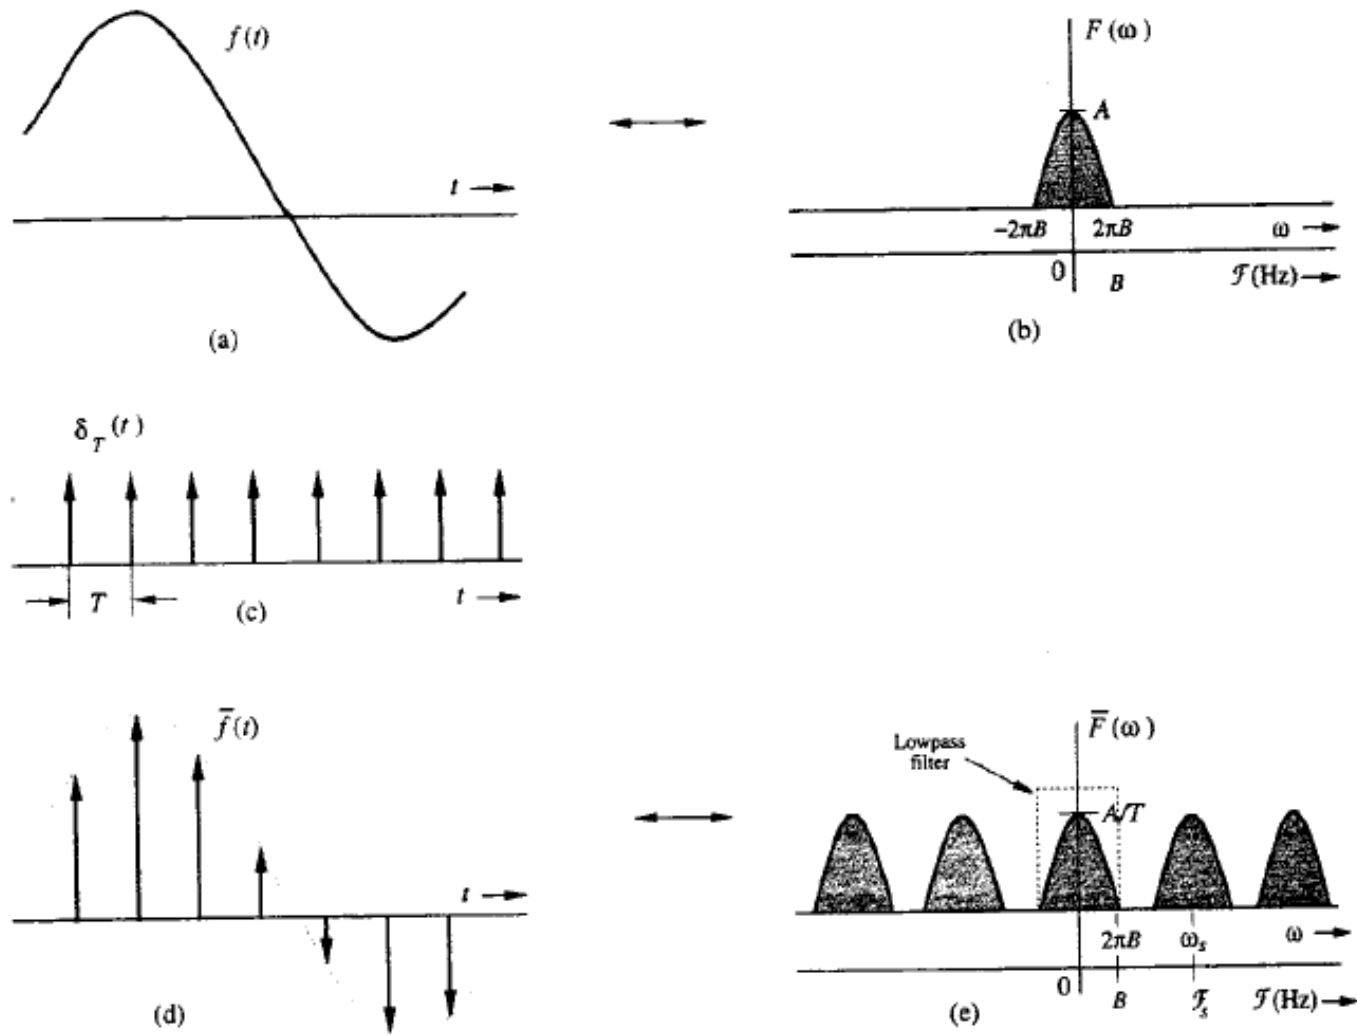 f(t)
F(ω)
A
t
−2πB
2πB
ω
0
B
ℱ(Hz)
(a)
(b)
δ_T(t)
T
(c)
t
f̅(t)
F̅(ω)
Lowpass
filter
A/T
t
2πB
ω_s
ω
0
B
ℱ_s
ℱ(Hz)
(d)
(e)